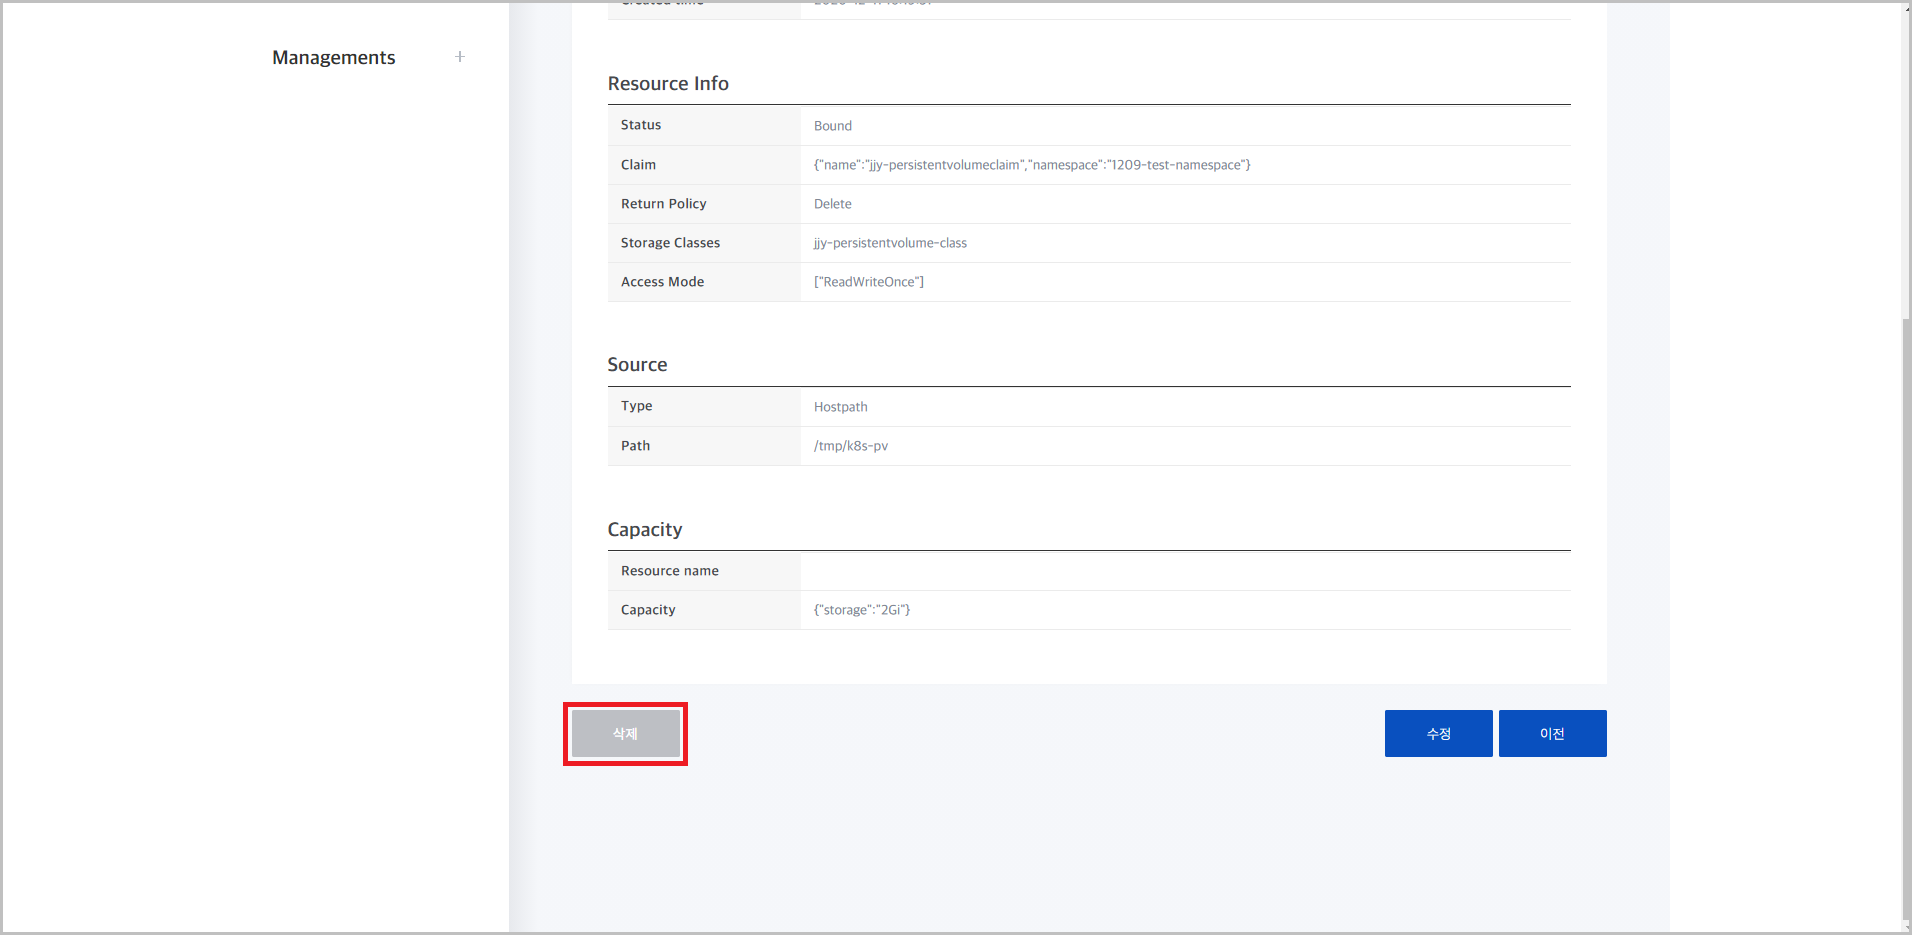 Managements +
Resource Info
Status Bound
Claim {"name":"jjy-persistentvolumeclaim","namespace":"1209-test-namespace"}
Return Policy Delete
Storage Classes jjy-persistentvolume-class
Access Mode ["ReadWriteOnce"]
Source
Type Hostpath
Path /tmp/k8s-pv
Capacity
Resource name
Capacity {"storage":"2Gi"}
삭제 수정 이전